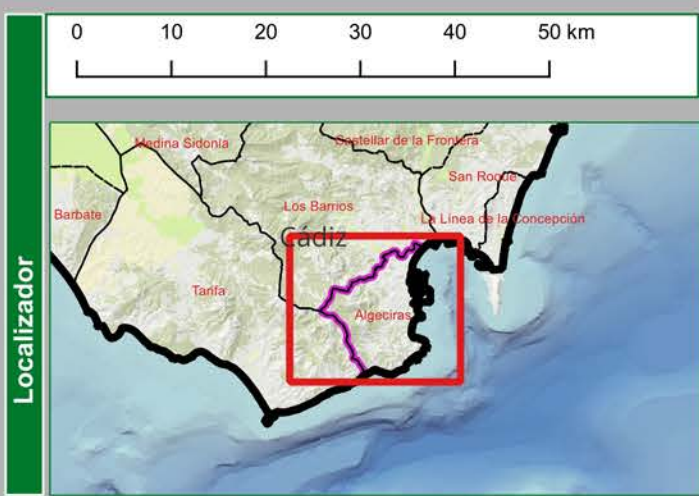 0 10 20 30 40 50 km
Localizador
Medina Sidonia
Castellar de la Frontera
San Roque
Los Barrios
Barbate
La Línea de la Concepción
Cádiz
Tarifa
Algeciras